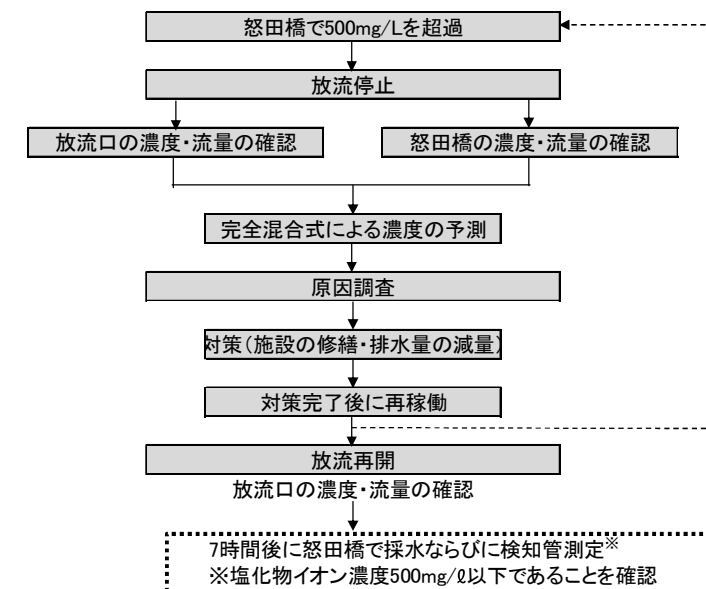 怒田橋で500mg/Lを超過
放流停止
放流口の濃度・流量の確認
怒田橋の濃度・流量の確認
完全混合式による濃度の予測
原因調査
対策（施設の修繕・排水量の減量）
対策完了後に再稼働
放流再開
放流口の濃度・流量の確認
7時間後に怒田橋で採水ならびに検知管測定※
※塩化物イオン濃度500mg/ℓ以下であることを確認